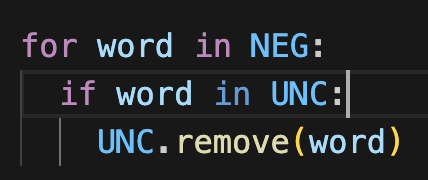 for word in NEG:
if word in UNC:
UNC.remove(word)